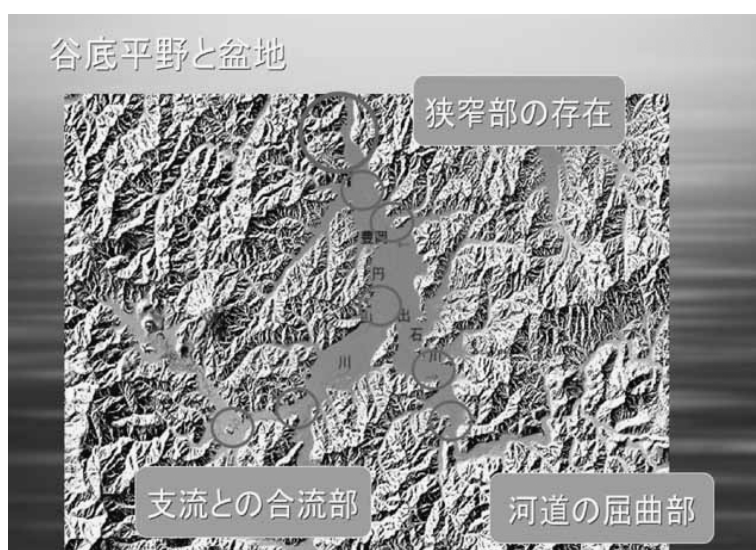 谷底平野と盆地
狭窄部の存在
豊岡
円
山
川
出
石
川
支流との合流部
河道の屈曲部